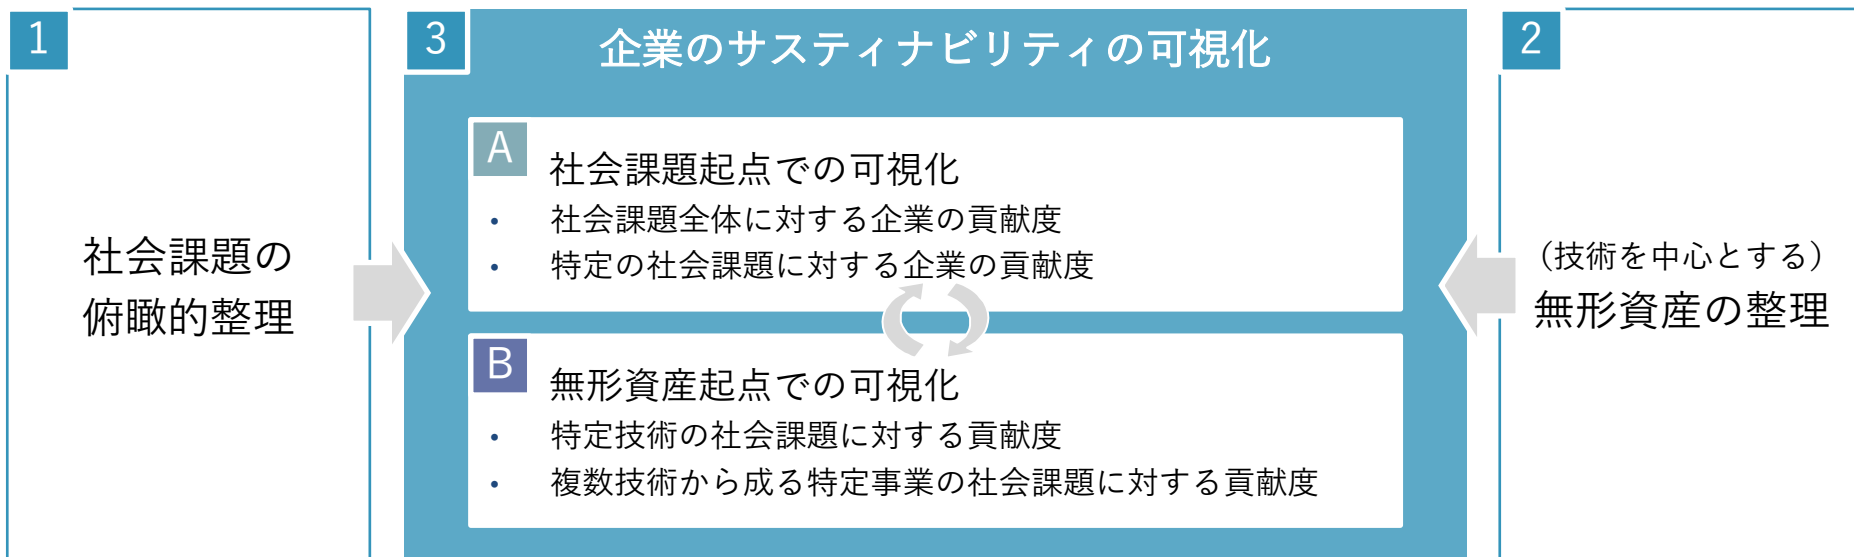 1
社会課題の
俯瞰的整理
3
企業のサスティナビリティの可視化
A
社会課題起点での可視化
• 社会課題全体に対する企業の貢献度
• 特定の社会課題に対する企業の貢献度
B
無形資産起点での可視化
• 特定技術の社会課題に対する貢献度
• 複数技術から成る特定事業の社会課題に対する貢献度
2
（技術を中心とする）
無形資産の整理